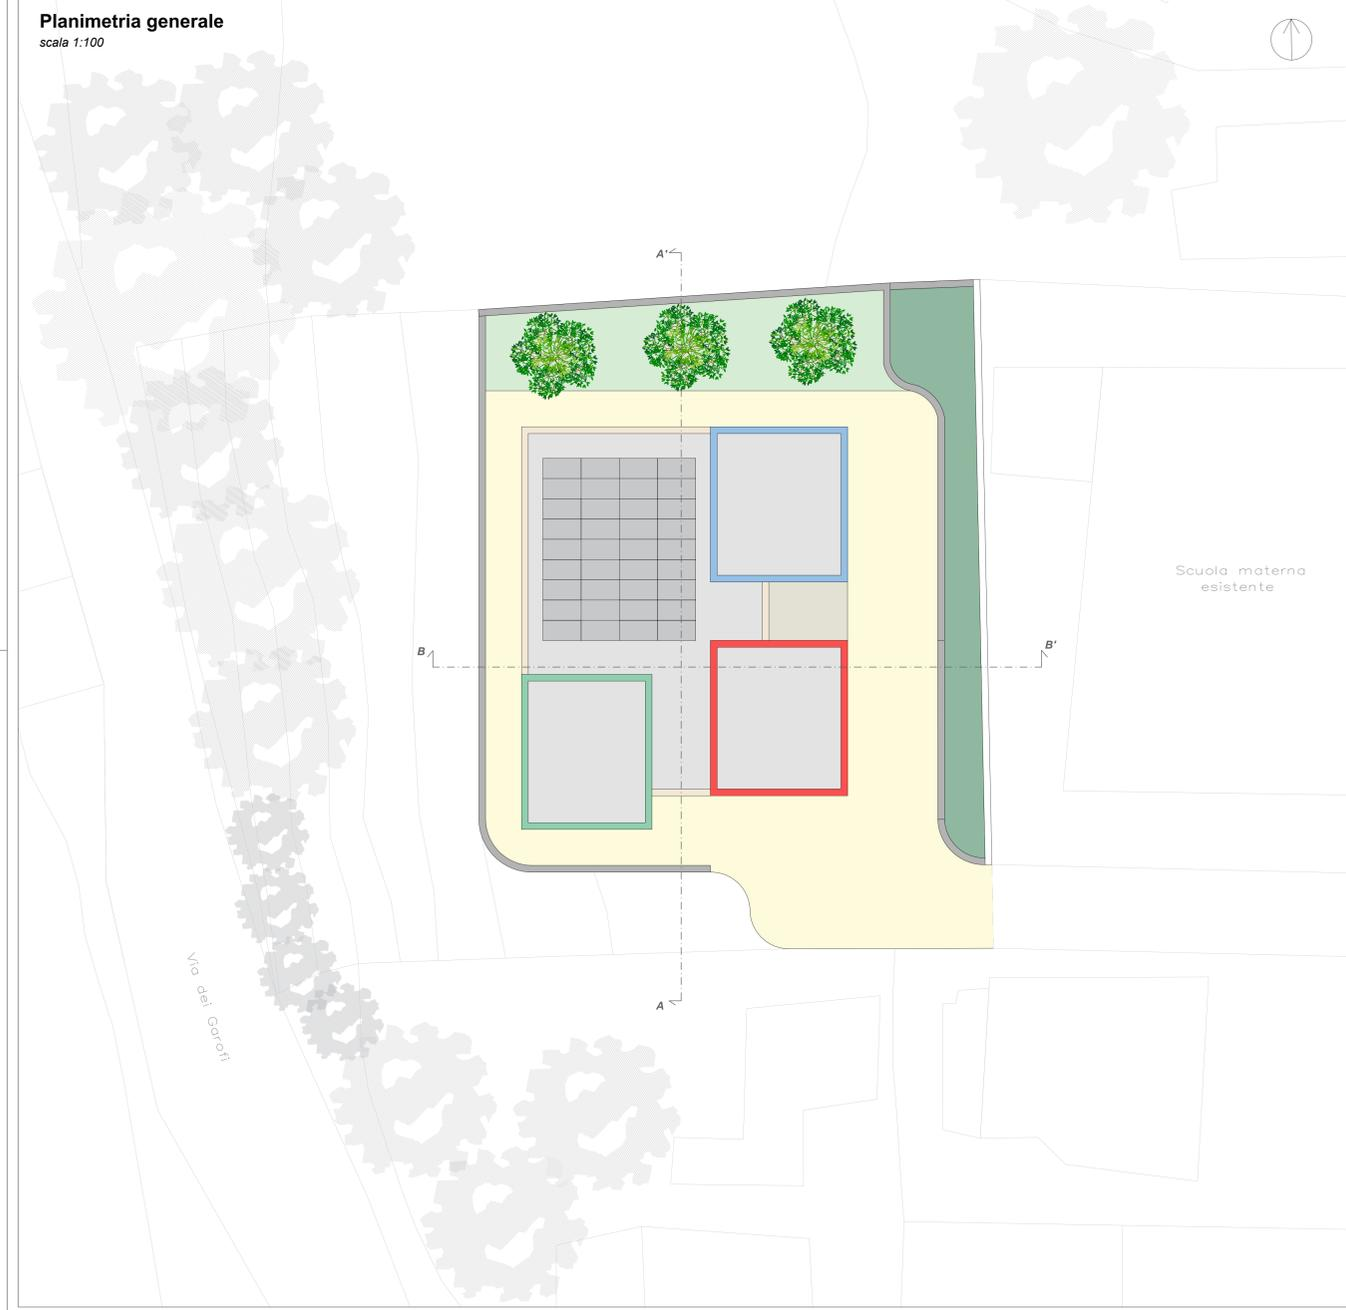 Planimetria generale
scala 1:100
A'
Scuola materna
esistente
B
B'
Via dei Garofi
A